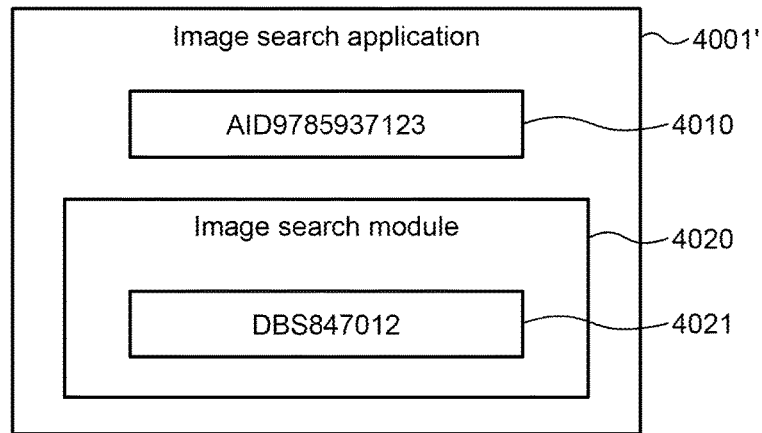 Image search application
4001'
AID9785937123
4010
Image search module
4020
DBS847012
4021